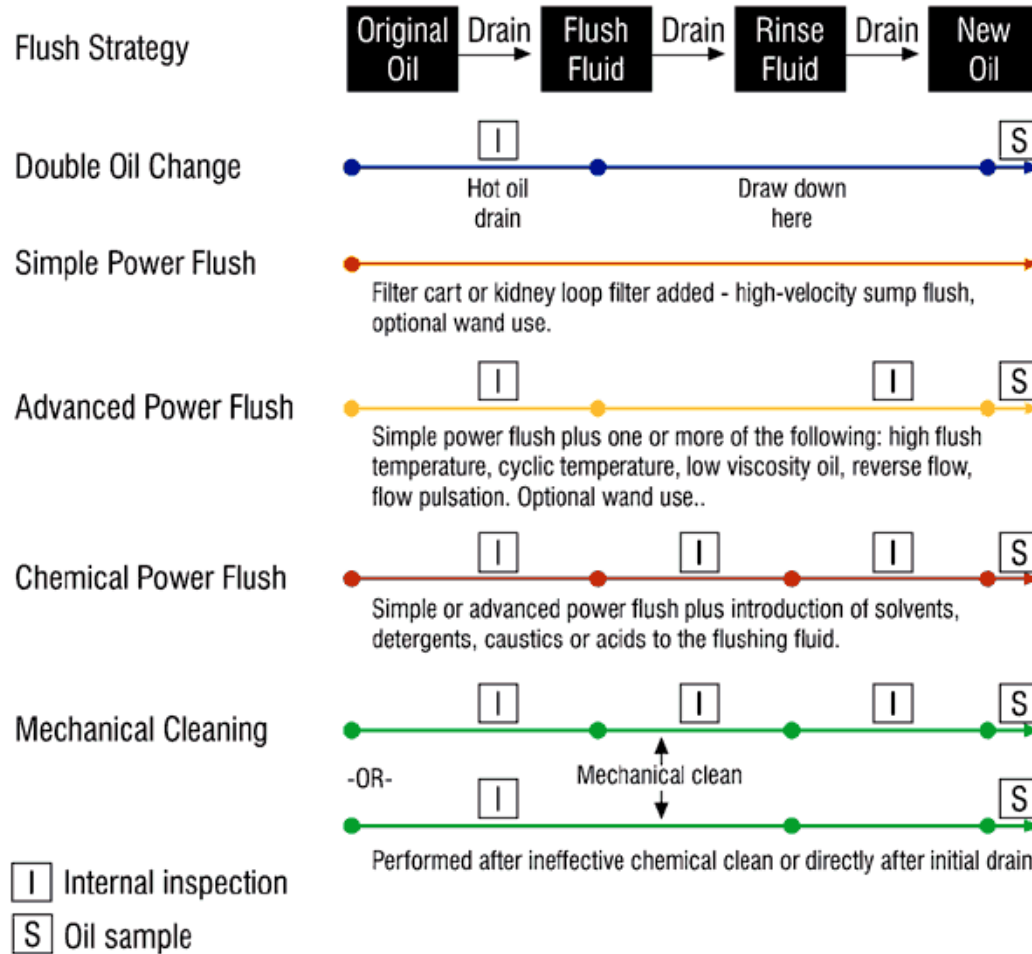 Flush Strategy
Original Oil
Drain
Flush Fluid
Drain
Rinse Fluid
Drain
New Oil
Double Oil Change
I
S
Hot oil
drain
Draw down
here
Simple Power Flush
Filter cart or kidney loop filter added - high-velocity sump flush,
optional wand use.
Advanced Power Flush
I
I
S
Simple power flush plus one or more of the following: high flush
temperature, cyclic temperature, low viscosity oil, reverse flow,
flow pulsation. Optional wand use..
Chemical Power Flush
I
I
I
S
Simple or advanced power flush plus introduction of solvents,
detergents, caustics or acids to the flushing fluid.
Mechanical Cleaning
I
I
I
S
-OR-
Mechanical clean
I
S
Performed after ineffective chemical clean or directly after initial drain
I Internal inspection
S Oil sample